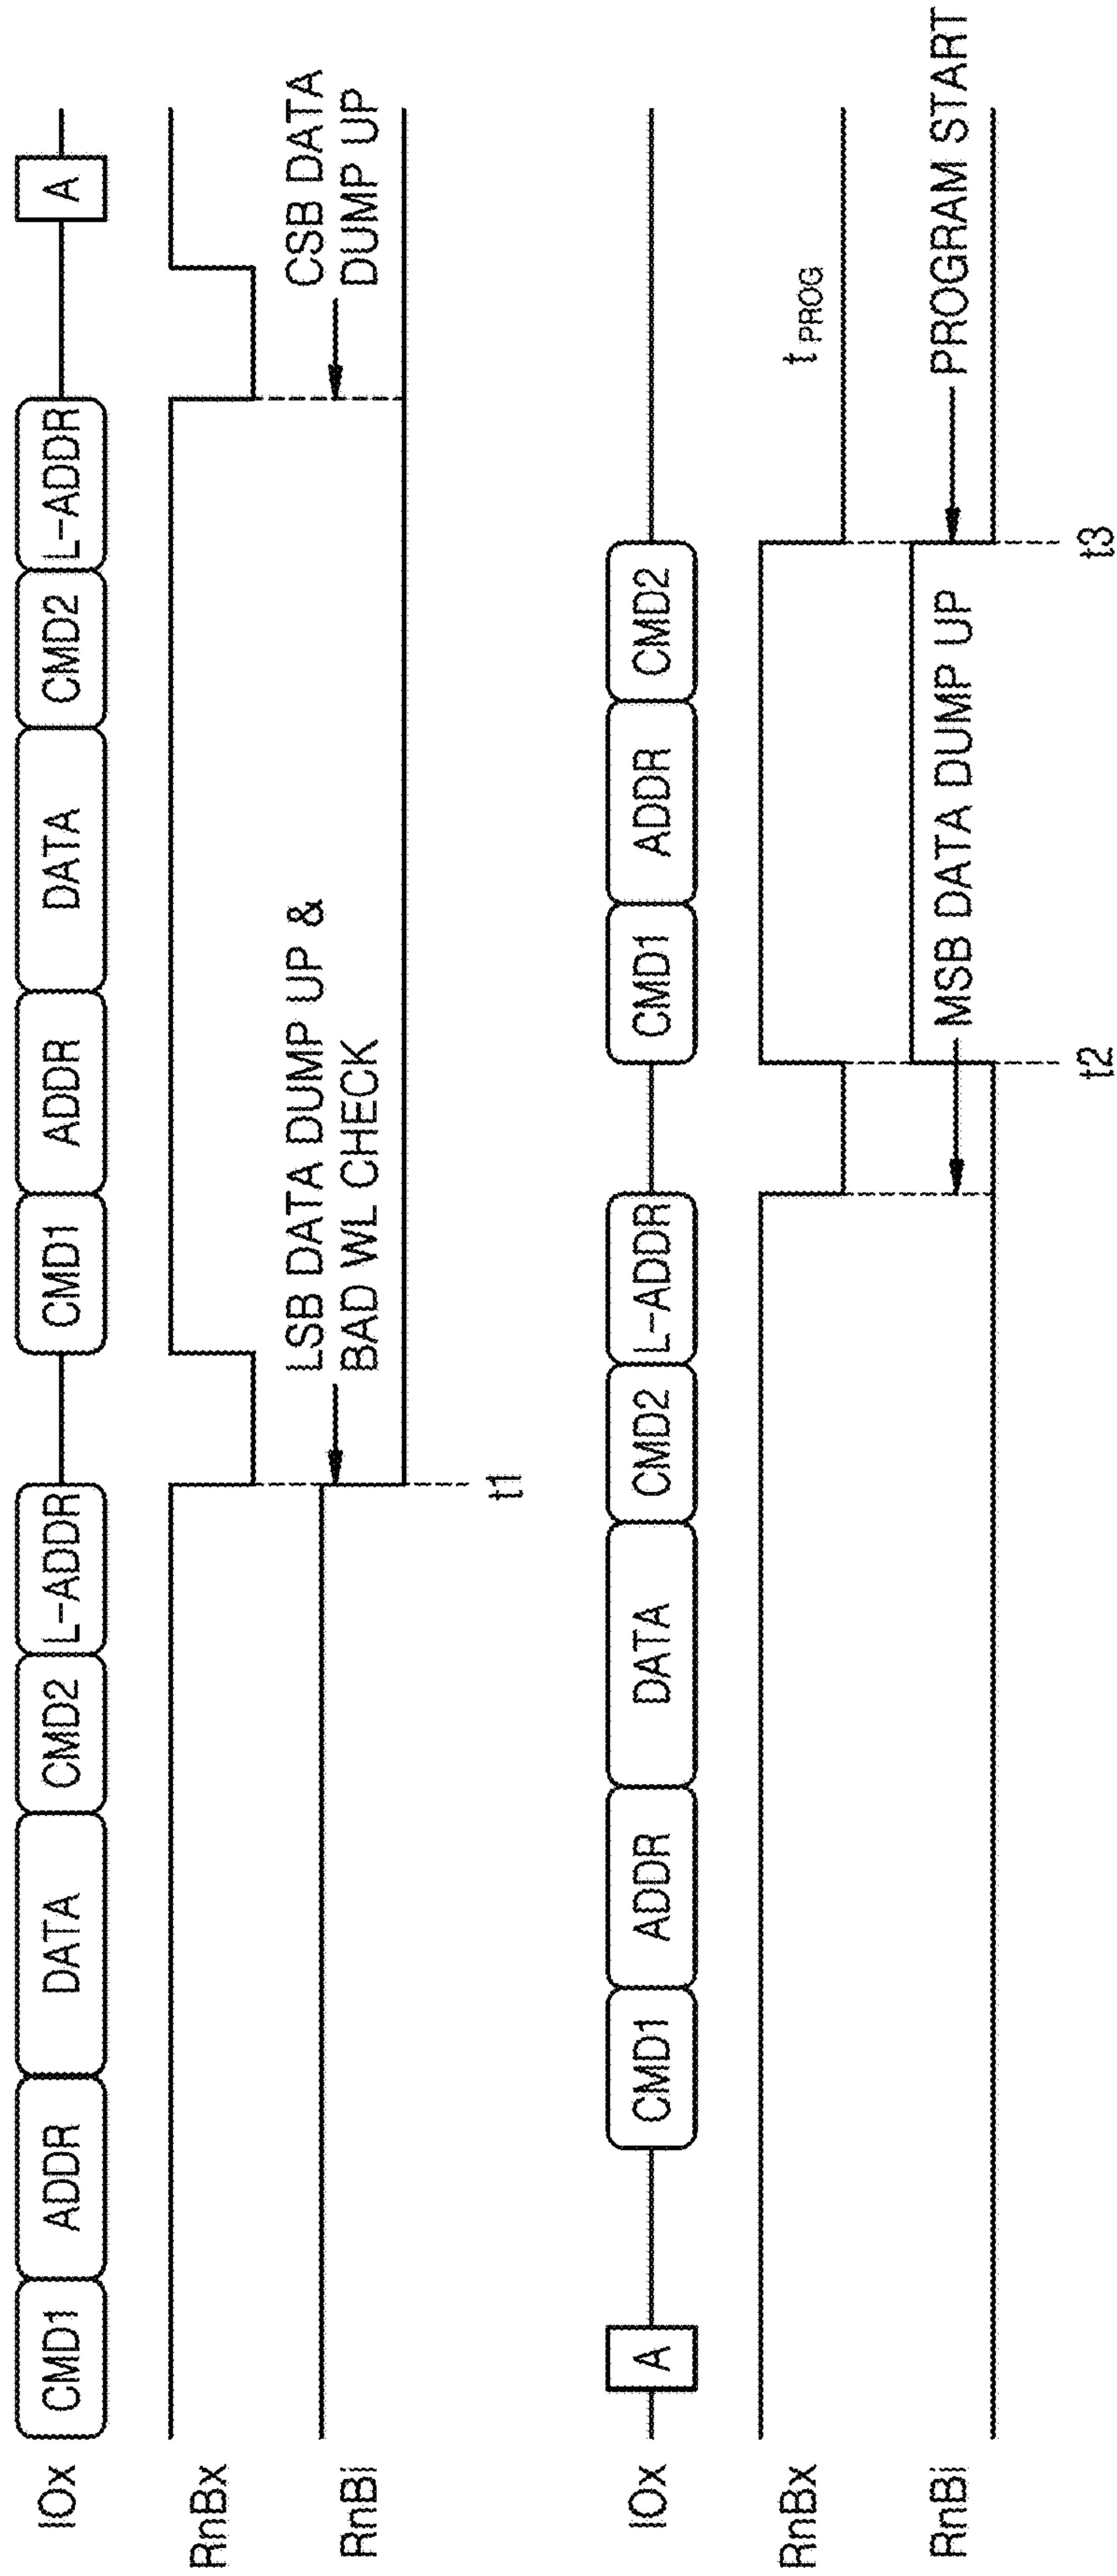 IOx
CMD1
ADDR
DATA
CMD2
L-ADDR
CMD1
ADDR
DATA
CMD2
L-ADDR
A
RnBx
RnBi
LSB DATA DUMP UP &
BAD WL CHECK
CSB DATA
DUMP UP
t1
IOx
A
CMD1
ADDR
DATA
CMD2
L-ADDR
CMD1
ADDR
CMD2
RnBx
t PROG
RnBi
MSB DATA DUMP UP
PROGRAM START
t2
t3